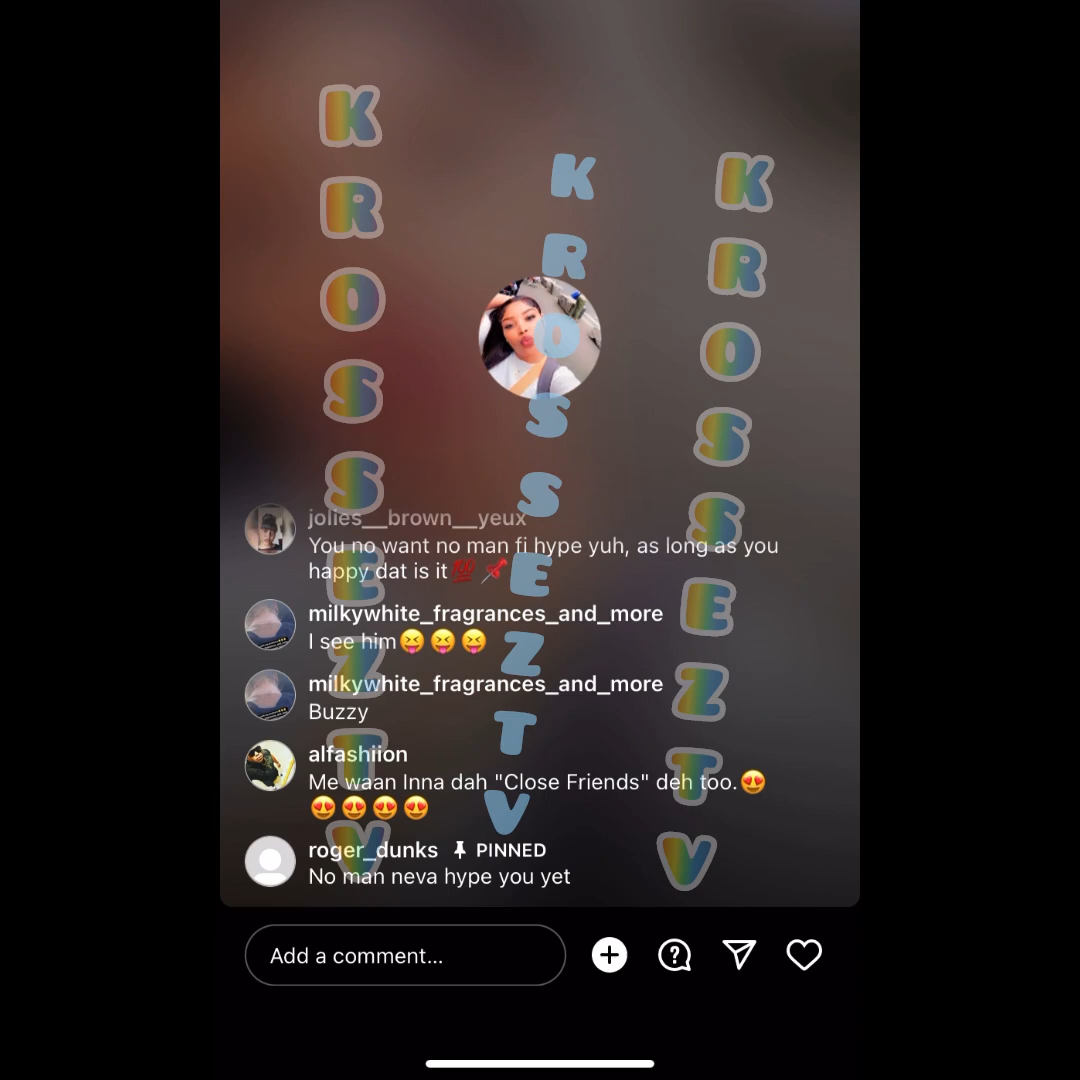 KROSSEZTV
KROSSEZTV
KROSSEZTV
jolies__brown__yeux
You no want no man fi hype yuh, as long as you
happy dat is it💯📌
milkywhite_fragrances_and_more
I see him😝😝😝
milkywhite_fragrances_and_more
Buzzy
alfashiion
Me waan Inna dah "Close Friends" deh too.😍
😍😍😍😍
roger_dunks PINNED
No man neva hype you yet
Add a comment...